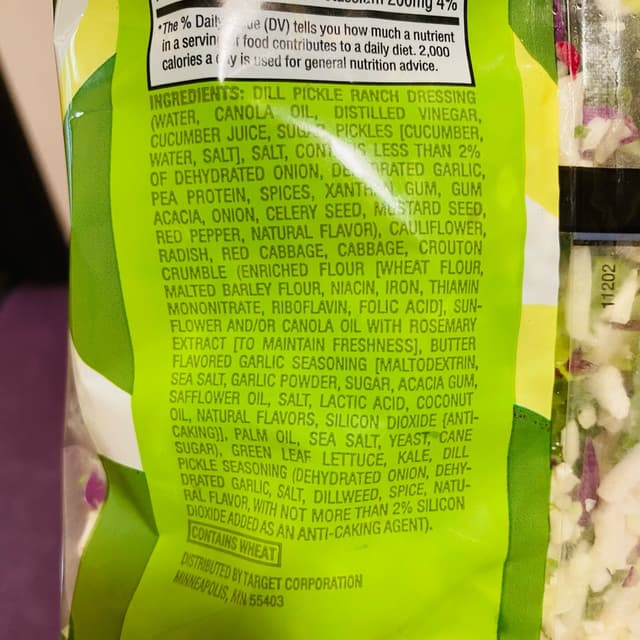 tassium 200mg 4%
*The % Daily Value (DV) tells you how much a nutrient
in a serving of food contributes to a daily diet. 2,000
calories a day is used for general nutrition advice.
INGREDIENTS: DILL PICKLE RANCH DRESSING
(WATER, CANOLA OIL, DISTILLED VINEGAR,
CUCUMBER JUICE, SUGAR, PICKLES [CUCUMBER,
WATER, SALT], SALT, CONTAINS LESS THAN 2%
OF DEHYDRATED ONION, DEHYDRATED GARLIC,
PEA PROTEIN, SPICES, XANTHAN GUM, GUM
ACACIA, ONION, CELERY SEED, MUSTARD SEED,
RED PEPPER, NATURAL FLAVOR), CAULIFLOWER,
RADISH, RED CABBAGE, CABBAGE, CROUTON
CRUMBLE (ENRICHED FLOUR [WHEAT FLOUR,
MALTED BARLEY FLOUR, NIACIN, IRON, THIAMIN
MONONITRATE, RIBOFLAVIN, FOLIC ACID], SUN-
FLOWER AND/OR CANOLA OIL WITH ROSEMARY
EXTRACT [TO MAINTAIN FRESHNESS], BUTTER
FLAVORED GARLIC SEASONING [MALTODEXTRIN,
SEA SALT, GARLIC POWDER, SUGAR, ACACIA GUM,
SAFFLOWER OIL, SALT, LACTIC ACID, COCONUT
OIL, NATURAL FLAVORS, SILICON DIOXIDE {ANTI-
CAKING}], PALM OIL, SEA SALT, YEAST, CANE
SUGAR), GREEN LEAF LETTUCE, KALE, DILL
PICKLE SEASONING (DEHYDRATED ONION, DEHY-
DRATED GARLIC, SALT, DILLWEED, SPICE, NATU-
RAL FLAVOR, WITH NOT MORE THAN 2% SILICON
DIOXIDE ADDED AS AN ANTI-CAKING AGENT).
CONTAINS WHEAT
DISTRIBUTED BY TARGET CORPORATION
MINNEAPOLIS, MN 55403
11202